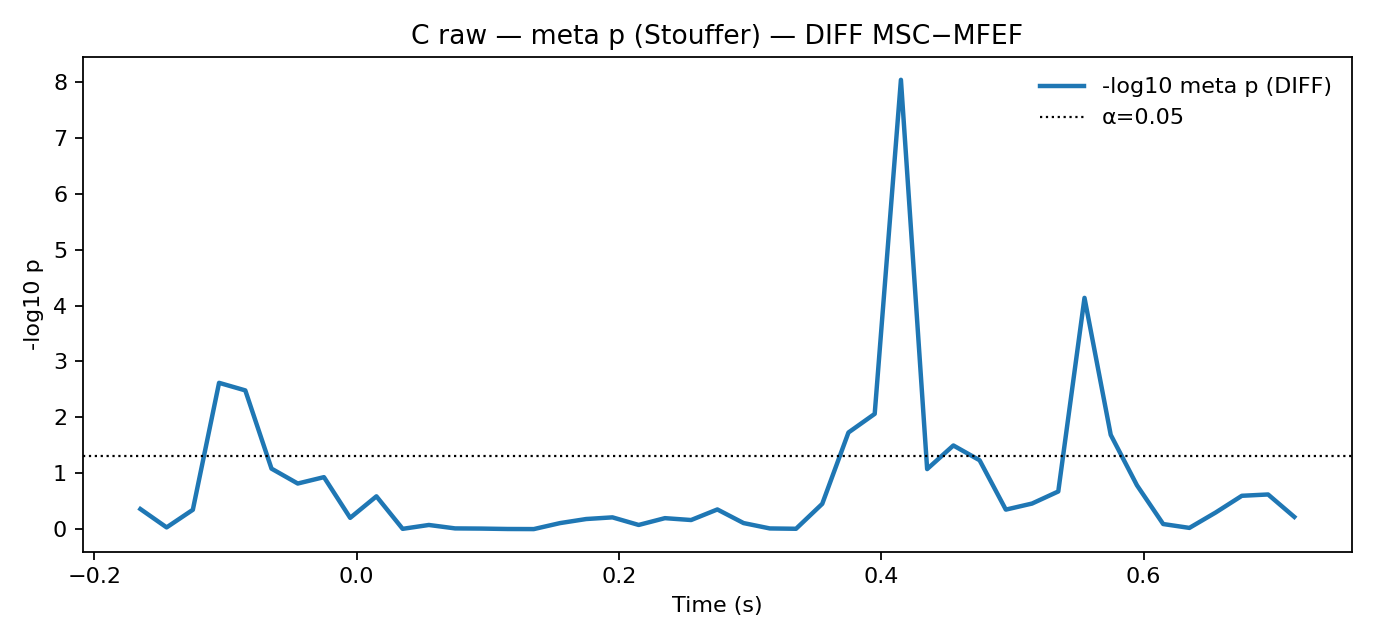 C raw — meta p (Stouffer) — DIFF MSC−MFEF
-log10 meta p (DIFF)
α=0.05
8
7
6
5
4
3
2
1
0
-log10 p
−0.2 0.0 0.2 0.4 0.6
Time (s)